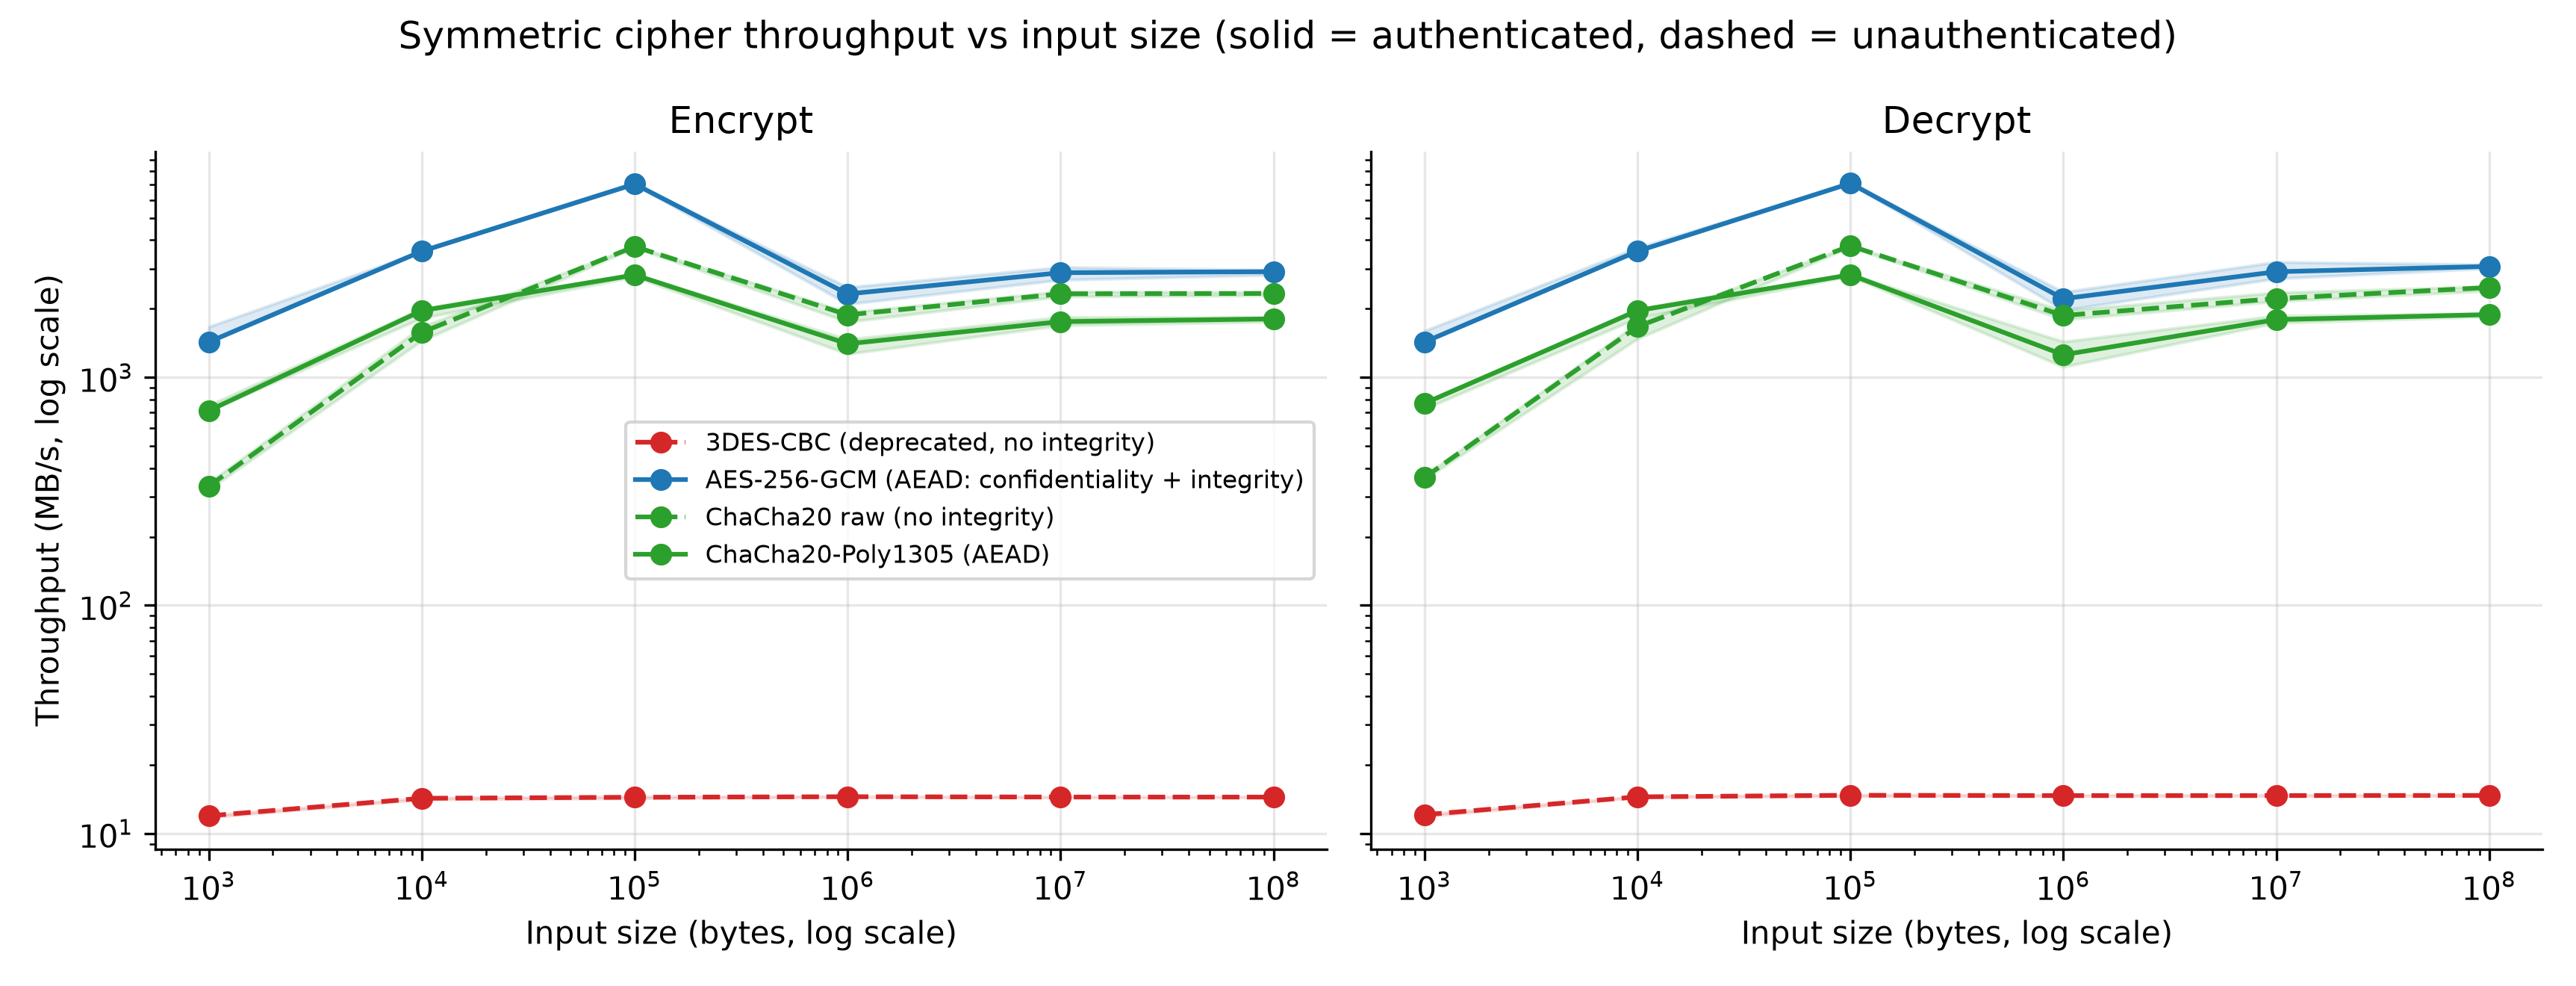 Symmetric cipher throughput vs input size (solid = authenticated, dashed = unauthenticated)
Encrypt
Decrypt
Throughput (MB/s, log scale)
10³
10²
10¹
3DES-CBC (deprecated, no integrity)
AES-256-GCM (AEAD: confidentiality + integrity)
ChaCha20 raw (no integrity)
ChaCha20-Poly1305 (AEAD)
10³ 10⁴ 10⁵ 10⁶ 10⁷ 10⁸
10³ 10⁴ 10⁵ 10⁶ 10⁷ 10⁸
Input size (bytes, log scale)
Input size (bytes, log scale)